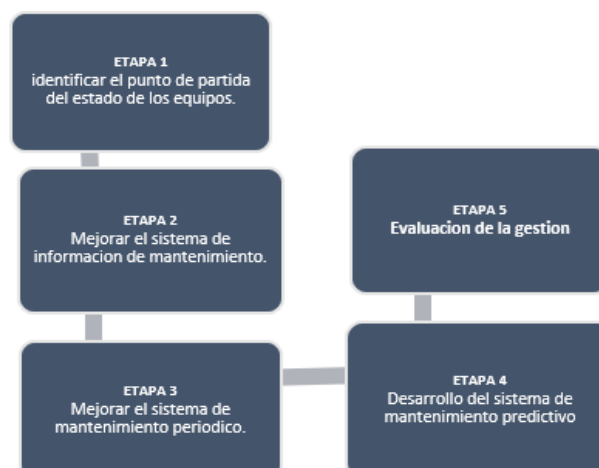 ETAPA 1
identificar el punto de partida
del estado de los equipos.
ETAPA 2
Mejorar el sistema de
informacion de mantenimiento.
ETAPA 3
Mejorar el sistema de
mantenimiento periodico.
ETAPA 4
Desarrollo del sistema de
mantenimiento predictivo
ETAPA 5
Evaluacion de la gestion